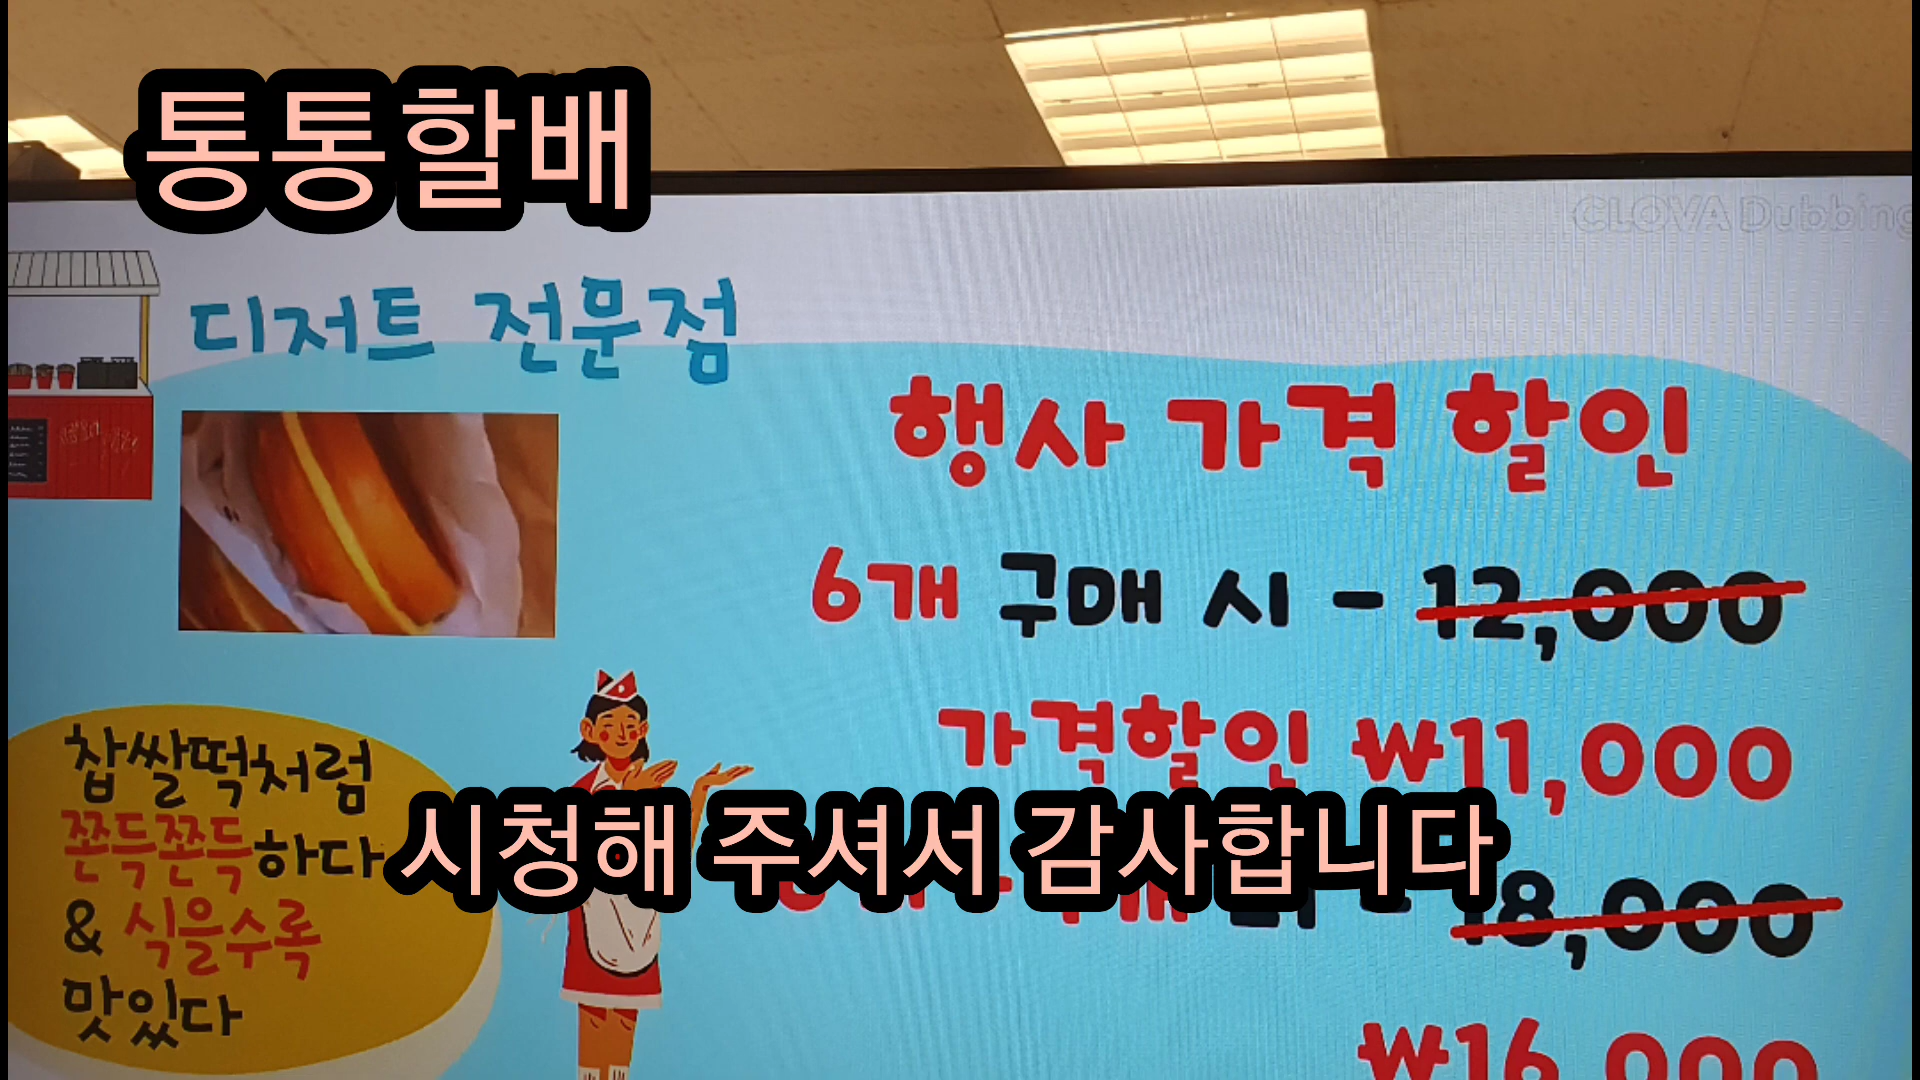 통통할배
CLOVA Dubbing
디저트 전문점
행사 가격 할인
6개 구매 시 - 12,000
가격할인 ₩11,000
찹쌀떡처럼
쫀득쫀득하다
& 식을수록
맛있다
시청해 주셔서 감사합니다
- 18,000
₩16,000